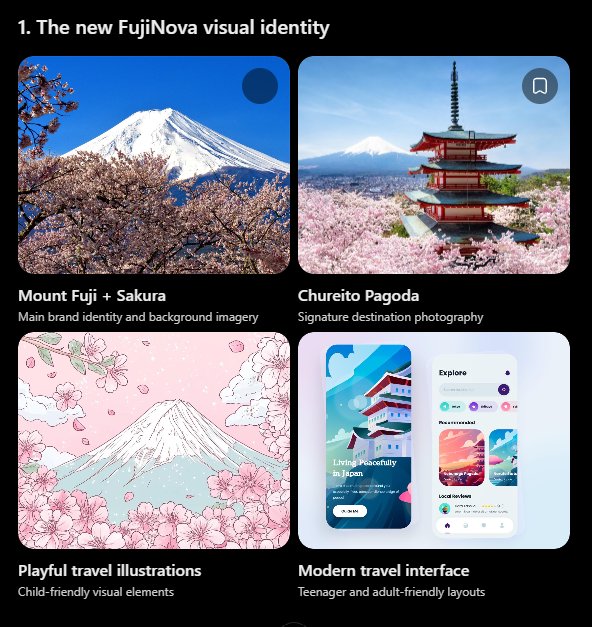 1. The new FujiNova visual identity
Mount Fuji + Sakura
Main brand identity and background imagery
Chureito Pagoda
Signature destination photography
Living Peacefully
in Japan
Explore
Recommended
Local Reviews
Playful travel illustrations
Child-friendly visual elements
Modern travel interface
Teenager and adult-friendly layouts